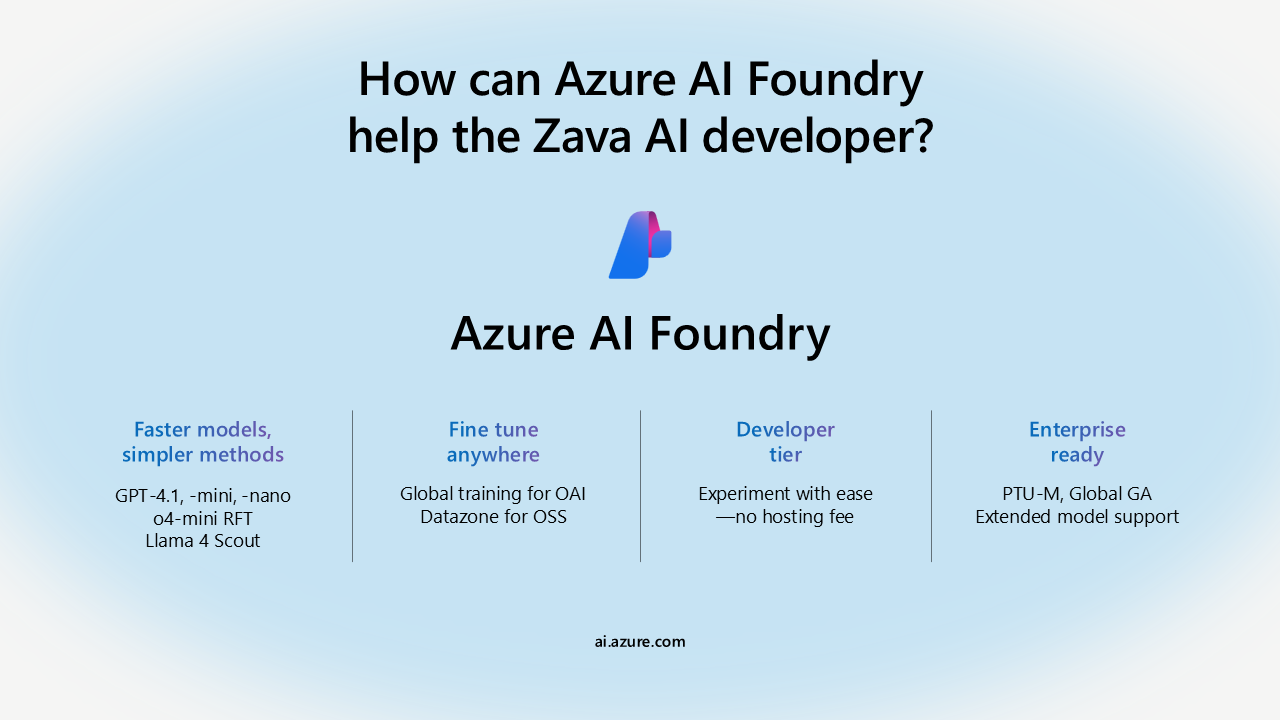 How can Azure AI Foundry
help the Zava AI developer?
Azure AI Foundry
Faster models,
simpler methods
GPT-4.1, -mini, -nano
o4-mini RFT
Llama 4 Scout
Fine tune
anywhere
Global training for OAI
Datazone for OSS
Developer
tier
Experiment with ease
—no hosting fee
Enterprise
ready
PTU-M, Global GA
Extended model support
ai.azure.com